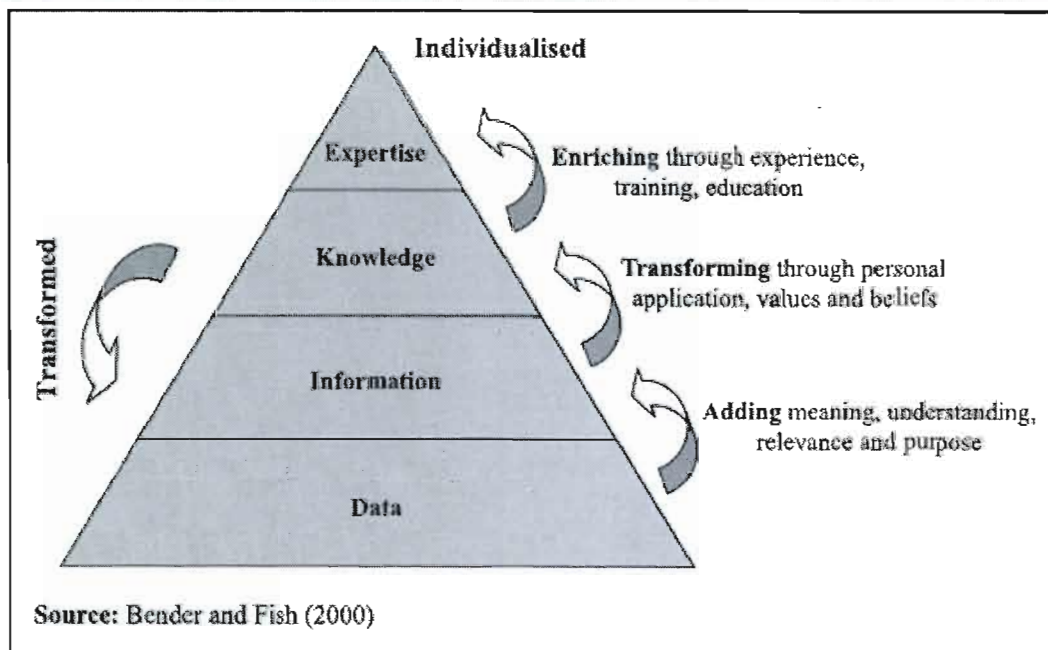 Individualised
Expertise
Enriching through experience,
training, education
Knowledge
Transforming through personal
application, values and beliefs
Transformed
Information
Adding meaning, understanding,
relevance and purpose
Data
Source: Bender and Fish (2000)